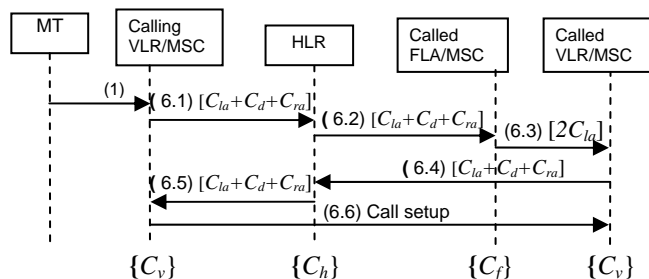 MT
Calling
VLR/MSC
HLR
Called
FLA/MSC
Called
VLR/MSC
(1)
( 6.1) [Cla+Cd+Cra]
( 6.2) [Cla+Cd+Cra]
(6.3) [2Cla]
( 6.4) [Cla+Cd+Cra]
( 6.5) [Cla+Cd+Cra]
(6.6) Call setup
{Cv} {Ch} {Cf} {Cv}